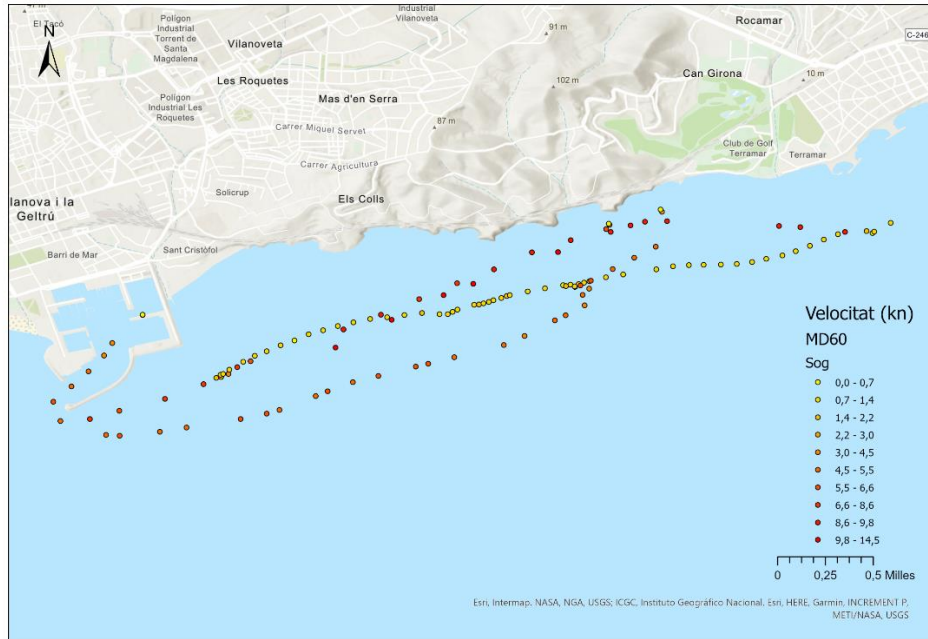 El Tacó
41 m
Polígon
Industrial
Torrent de
Santa
Magdalena
Industrial
Vilanoveta
91 m
Rocamar
C-246
N
Vilanoveta
Les Roquetes
Can Girona
10 m
102 m
Mas d'en Serra
Polígon
Industrial Les
Roquetes
Carrer Miquel Servet
87 m
Club de Golf
Terramar
Terramar
Carrer Agricultura
Solicrup
Els Colls
lanova i la
Geltrú
Barri de Mar
Sant Cristòfol
Velocitat (kn)
MD60
Sog
0,0 - 0,7
0,7 - 1,4
1,4 - 2,2
2,2 - 3,0
3,0 - 4,5
4,5 - 5,5
5,5 - 6,6
6,6 - 8,6
8,6 - 9,8
9,8 - 14,5
0 0,25 0,5 Milles
Esri, Intermap, NASA, NGA, USGS; ICGC, Instituto Geográfico Nacional, Esri, HERE, Garmin, INCREMENT P,
METI/NASA, USGS